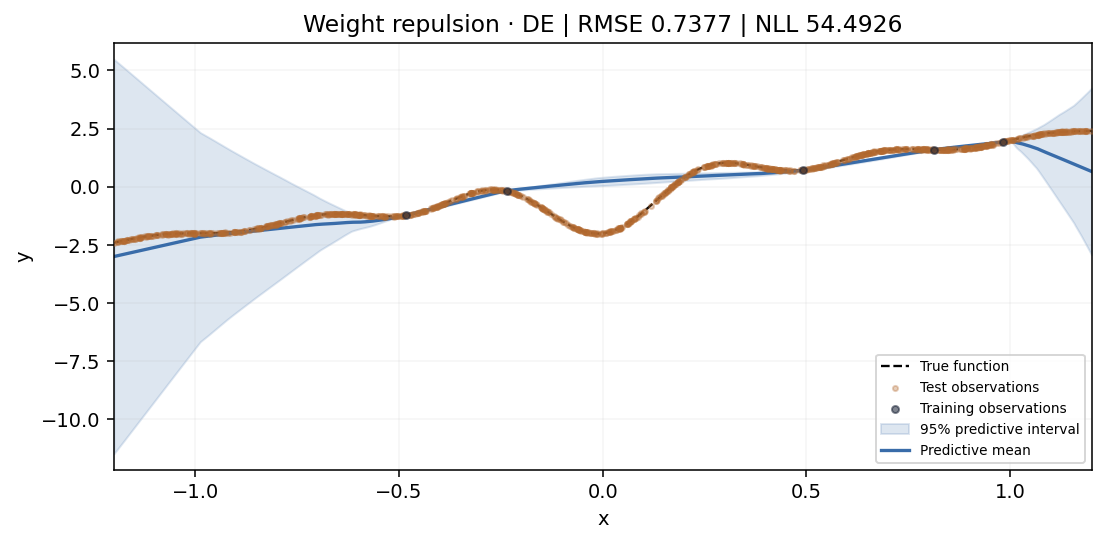 Weight repulsion · DE | RMSE 0.7377 | NLL 54.4926
5.0
2.5
0.0
−2.5
−5.0
−7.5
−10.0
y
True function
Test observations
Training observations
95% predictive interval
Predictive mean
−1.0
−0.5
0.0
0.5
1.0
x